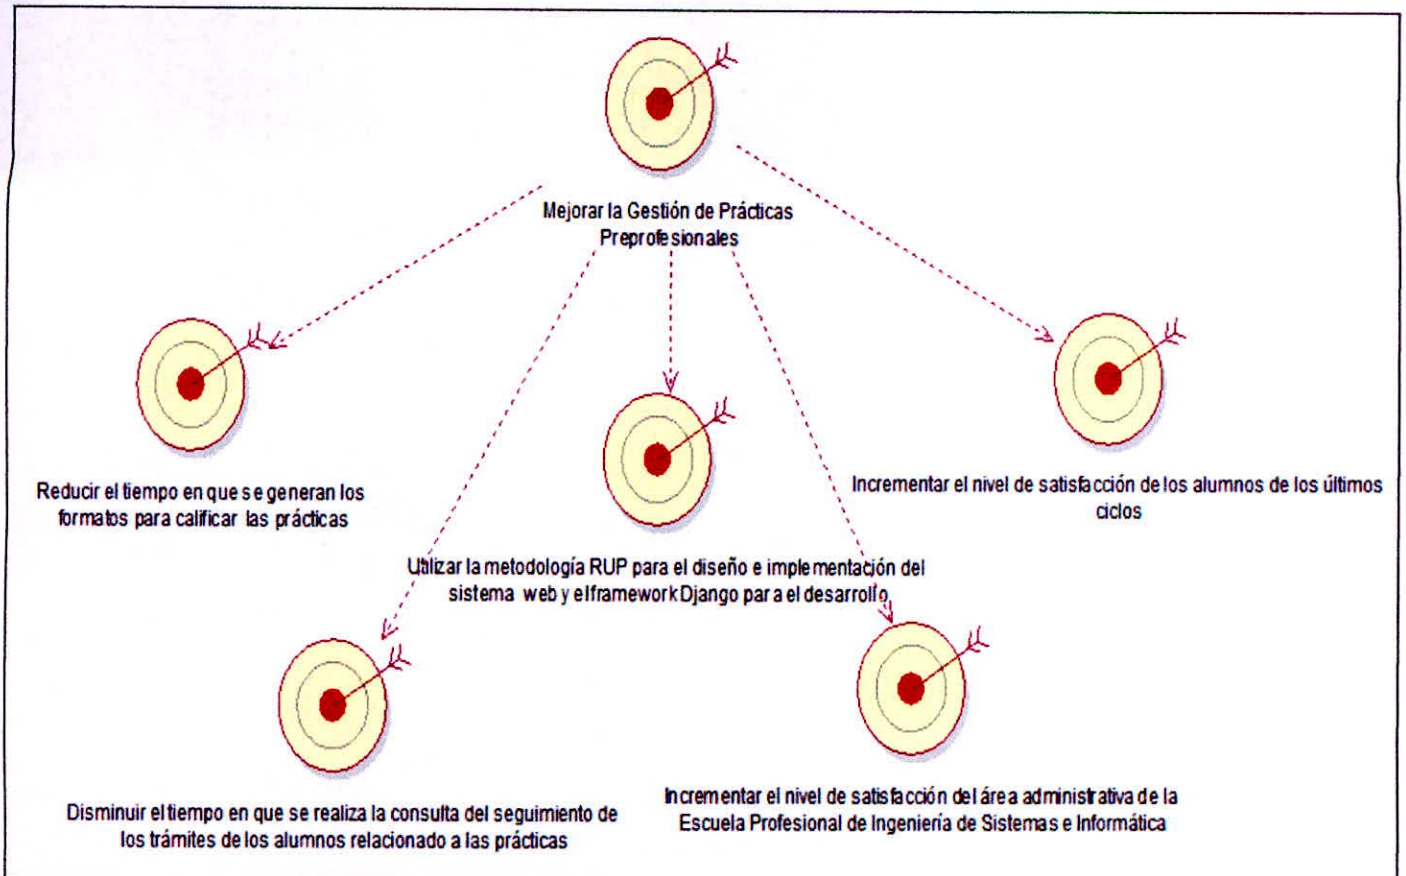 Mejorar la Gestión de Prácticas
Preprofesionales
Reducir el tiempo en que se generan los
formatos para calificar las prácticas
Incrementar el nivel de satisfacción de los alumnos de los últimos
ciclos
Utilizar la metodología RUP para el diseño e implementación del
sistema web y el framework Django para el desarrollo
Disminuir el tiempo en que se realiza la consulta del seguimiento de
los trámites de los alumnos relacionado a las prácticas
Incrementar el nivel de satisfacción del área administrativa de la
Escuela Profesional de Ingeniería de Sistemas e Informática